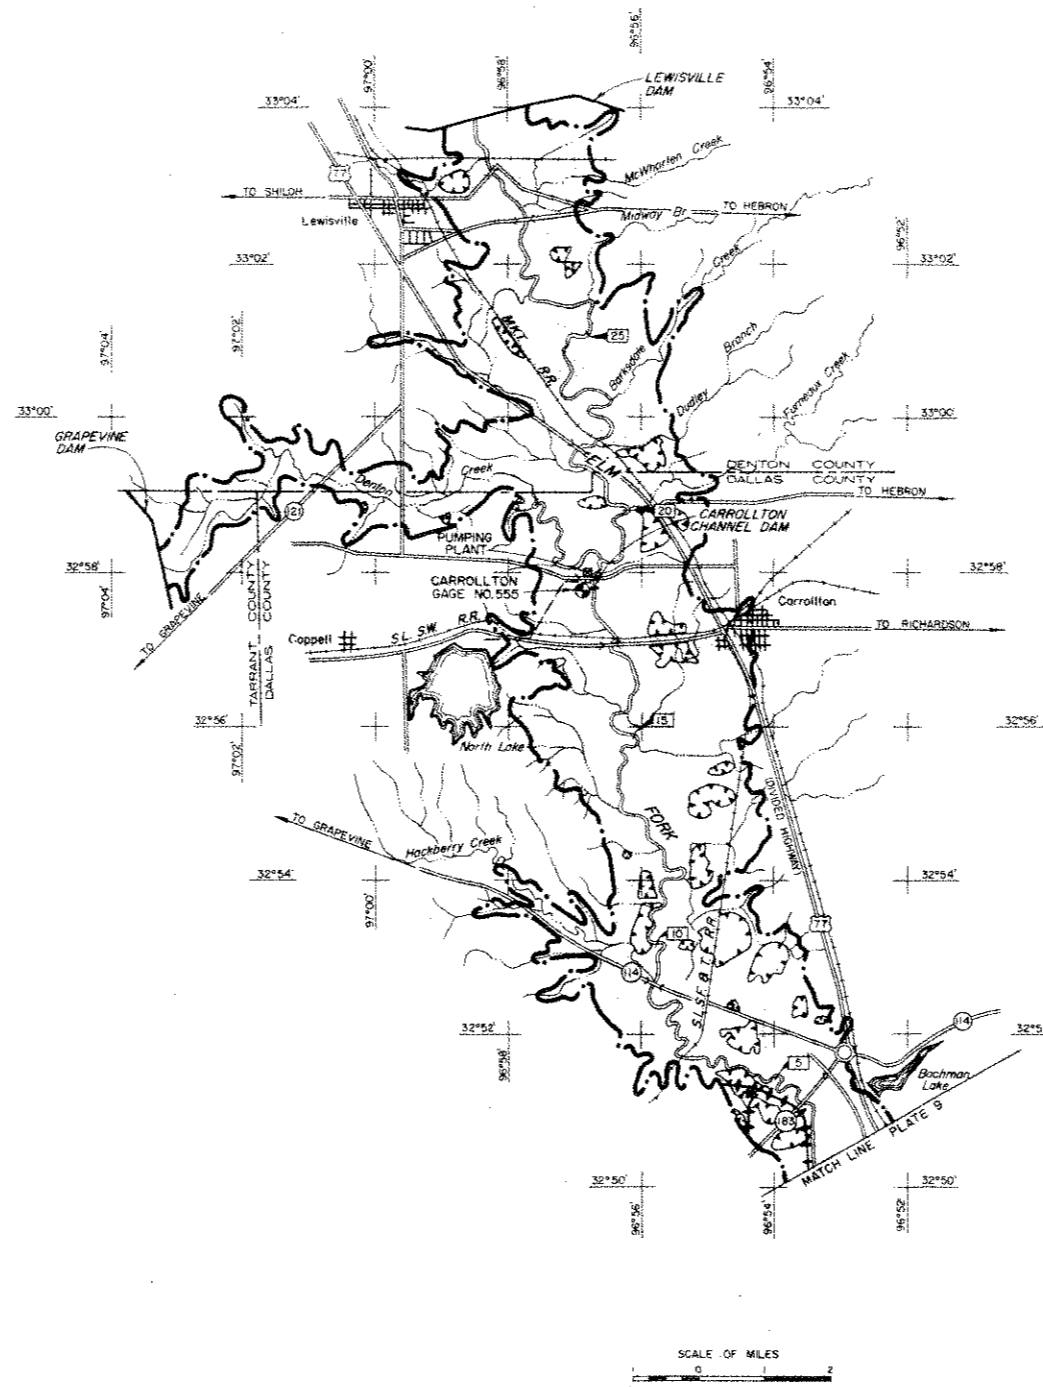 96°56'
97°00'
96°58'
26°54'
LEWISVILLE
DAM
33°04'
33°04'
McWhorten Creek
77
TO SHILOH
TO HEBRON
Lewisville
Midway Br
96°52'
33°02'
Creek
33°02'
97°04'
97°02'
M.K.T.
R.R.
25
Barksdale
Branch
Dudley
Furneaux Creek
33°00'
33°00'
GRAPEVINE
DAM
ELM
DENTON COUNTY
DALLAS COUNTY
Denton
Creek
TO HEBRON
121
20
CARROLLTON
CHANNEL DAM
PUMPING
PLANT
32°58'
32°58'
97°04'
CARROLLTON
GAGE NO.555
Carrollton
TO GRAPEVINE
TARRANT COUNTY
DALLAS COUNTY
Coppell
S.L. S.W. R.R.
TO RICHARDSON
32°56'
15
32°56'
97°02'
North Lake
(DIVIDED HIGHWAY)
FORK
TO GRAPEVINE
Hackberry Creek
32°54'
32°54'
97°00'
77
10
S.L.S.F. & T. R.R.
114
32°52'
114
32°5
96°58'
5
Bachman
Lake
183
MATCH LINE PLATE 9
32°50'
32°50'
96°56'
96°54'
96°52'
SCALE OF MILES
1 0 1 2